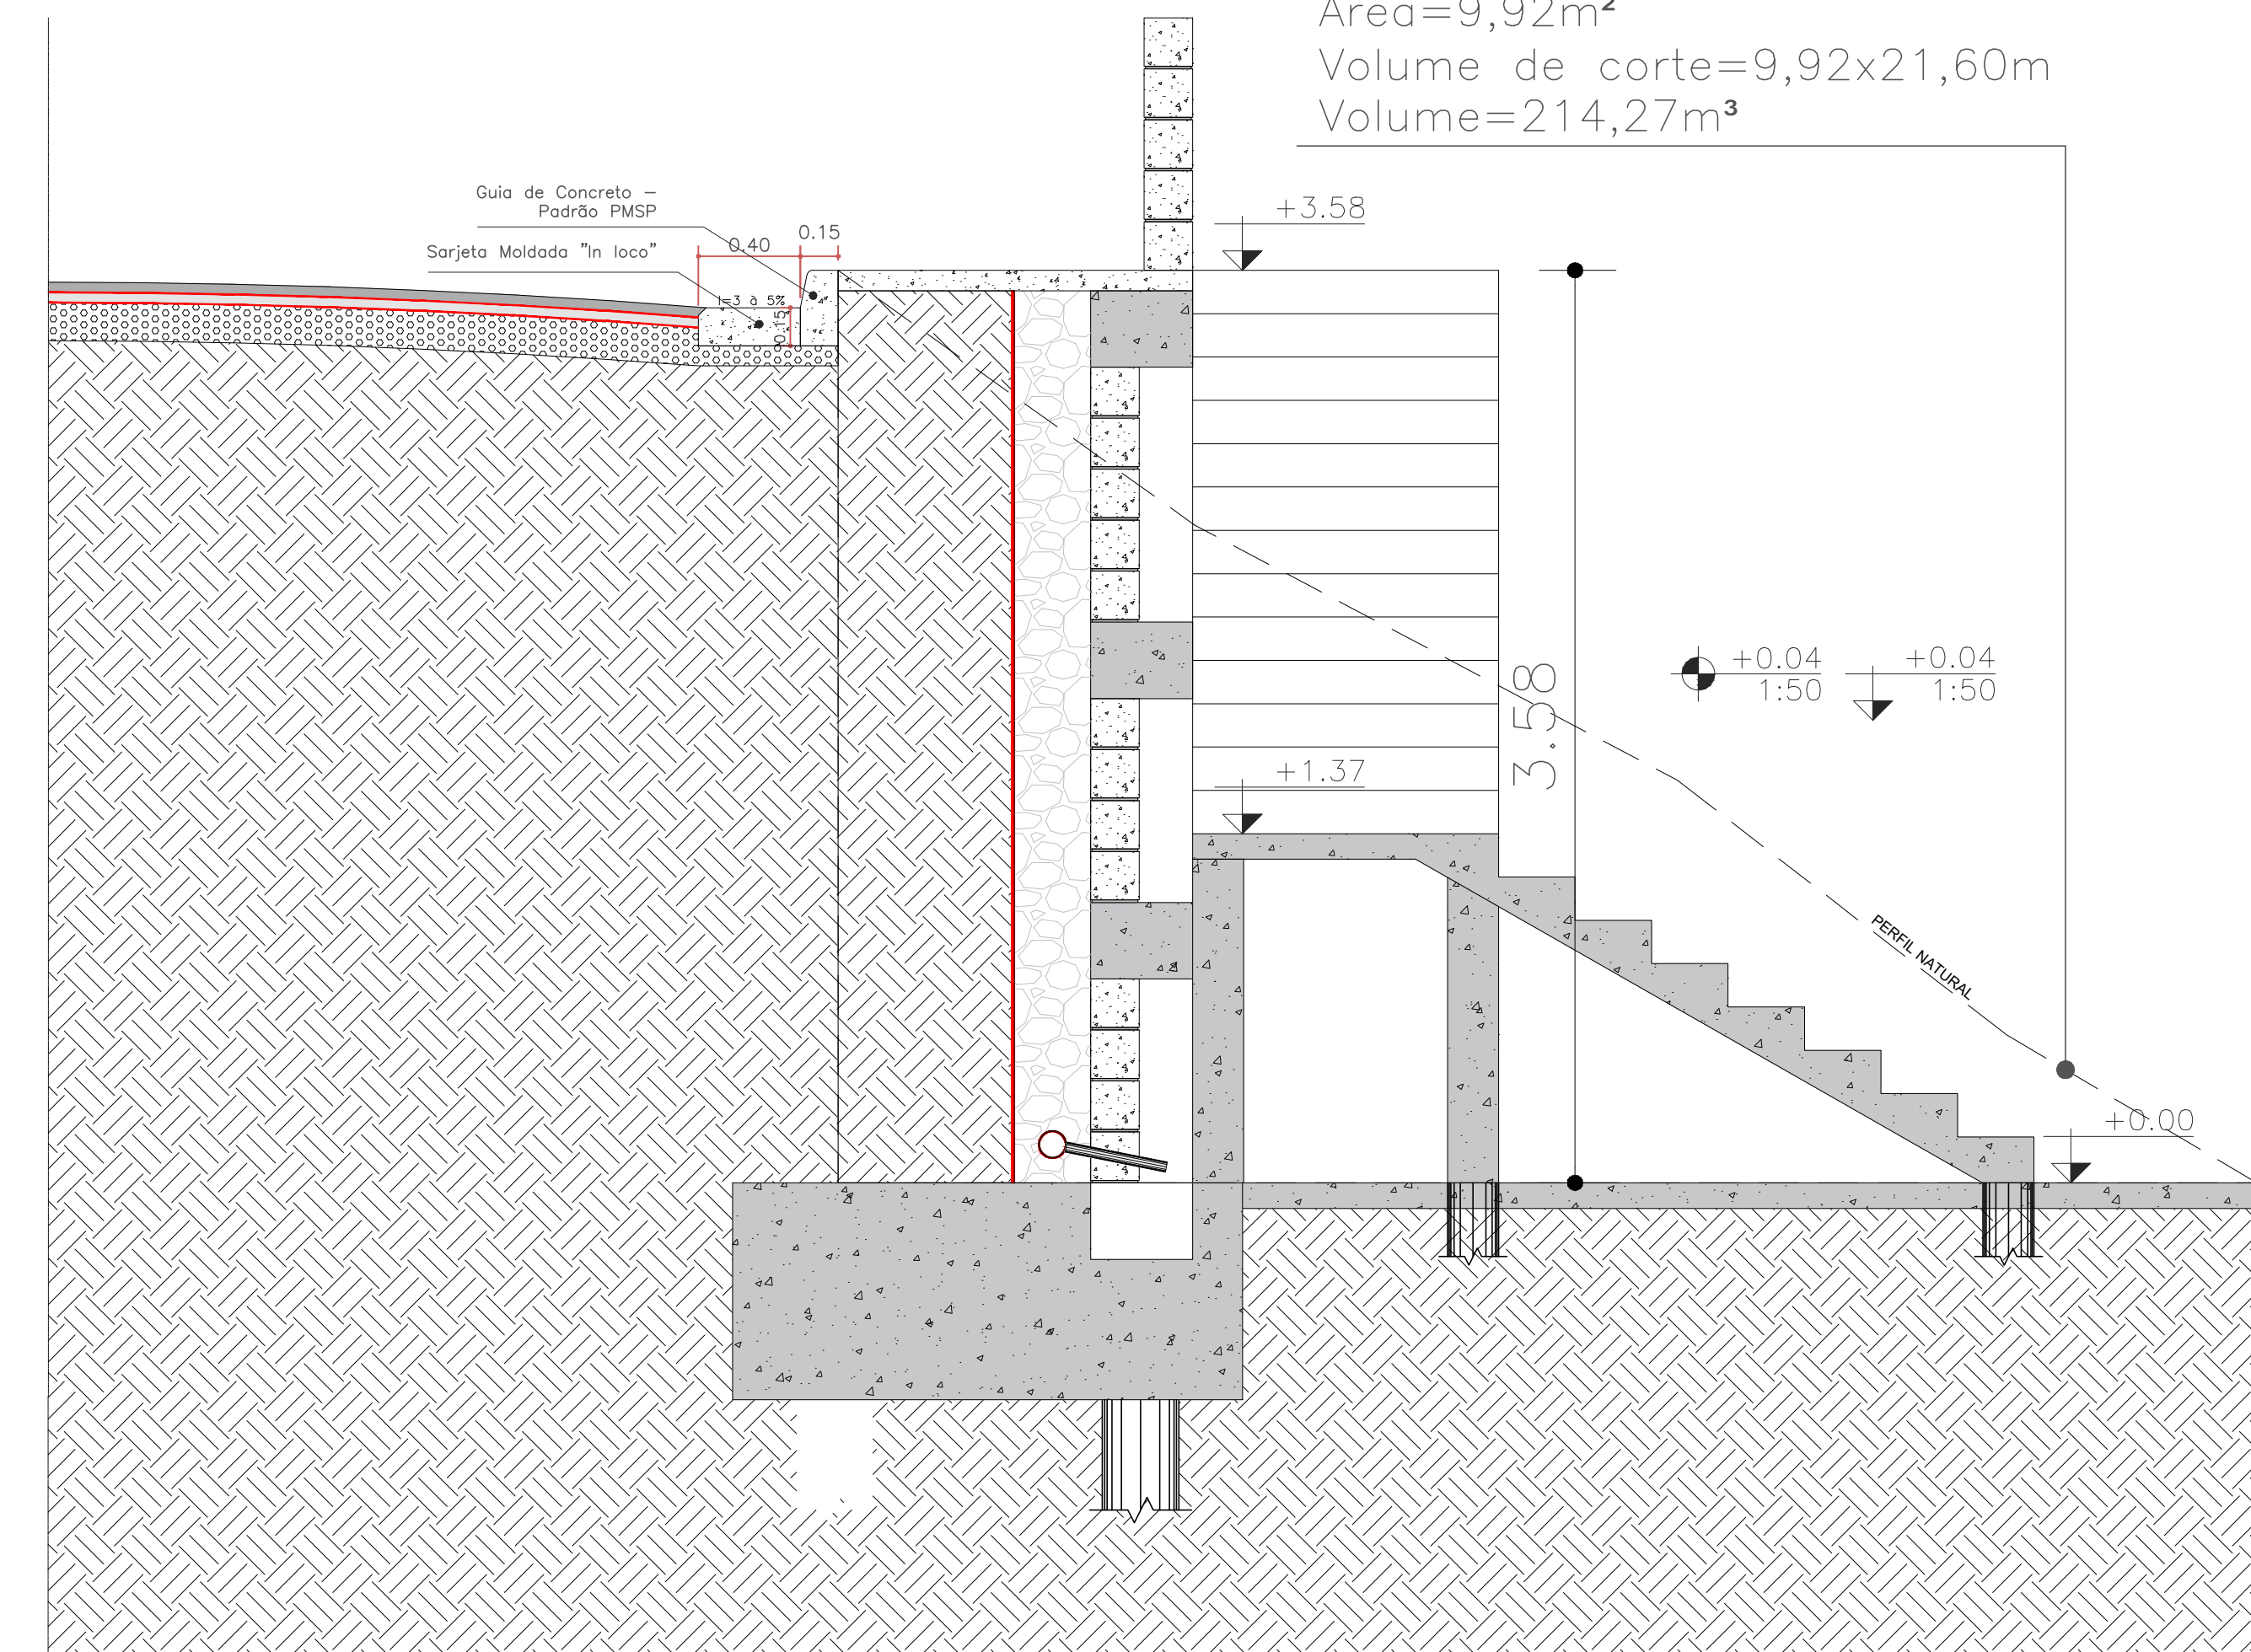 Area=9,92m²
Volume de corte=9,92x21,60m
Volume=214,27m³
Guia de Concreto –
Padrão PMSP
Sarjeta Moldada "In loco"
0.40
0.15
i=3 à 5%
0.15
+3.58
3.58
+0.04
1:50
+0.04
1:50
+1.37
PERFIL NATURAL
+0.00